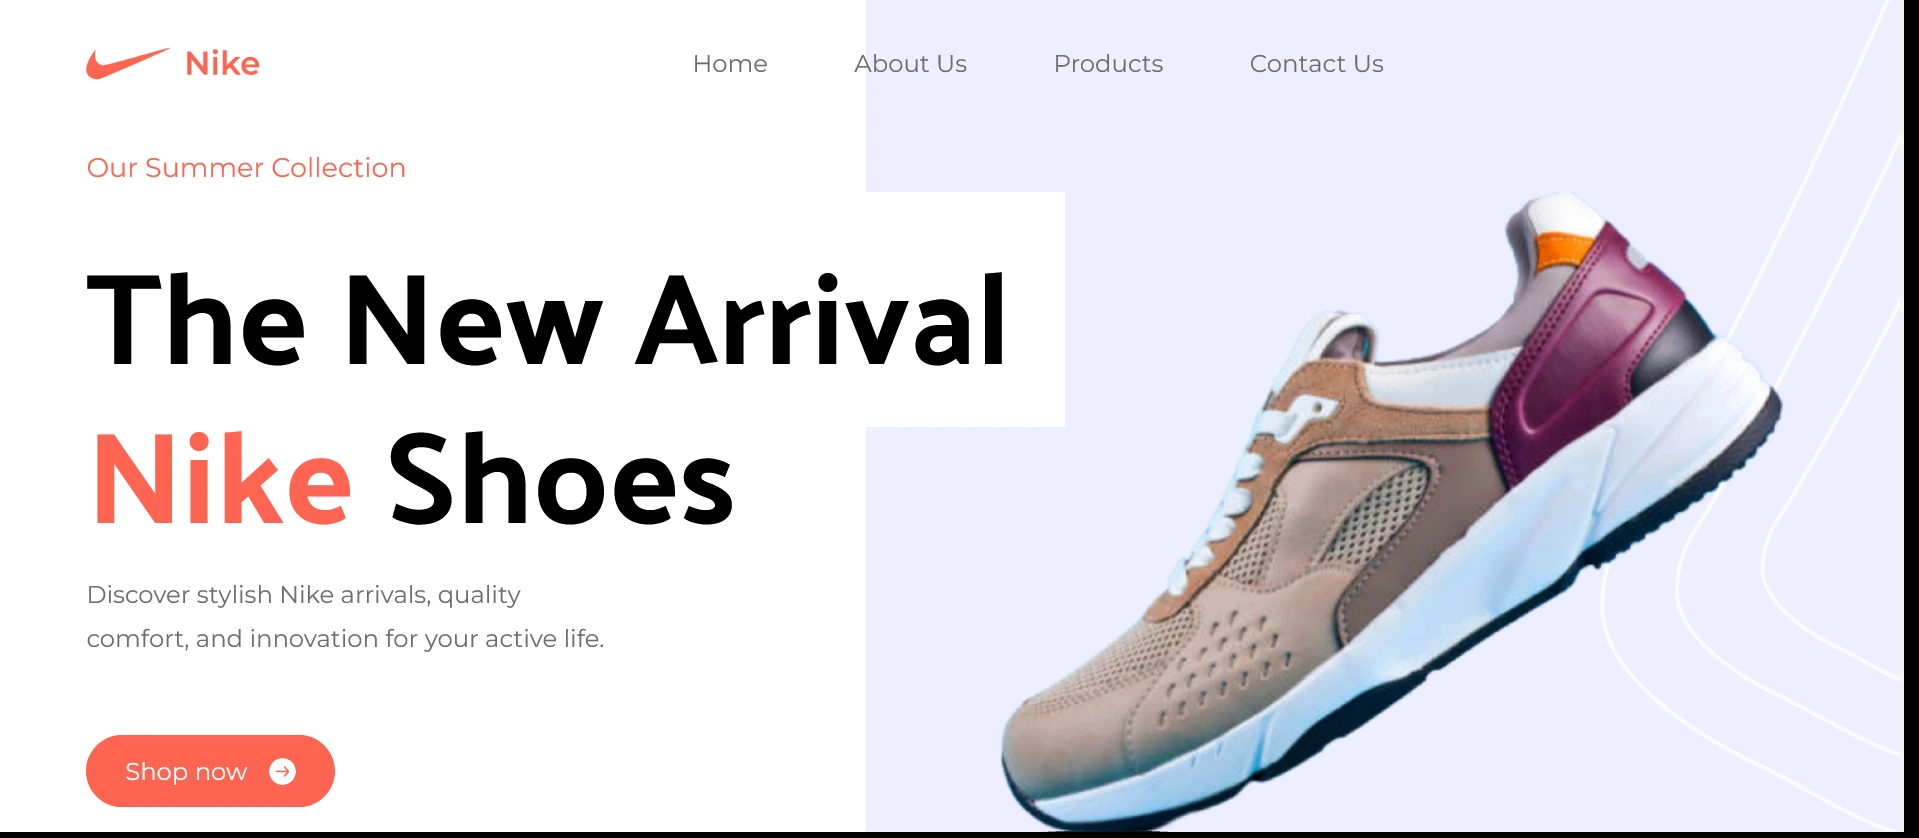 Nike
Home About Us Products Contact Us
Our Summer Collection
The New Arrival
Nike Shoes
Discover stylish Nike arrivals, quality
comfort, and innovation for your active life.
Shop now